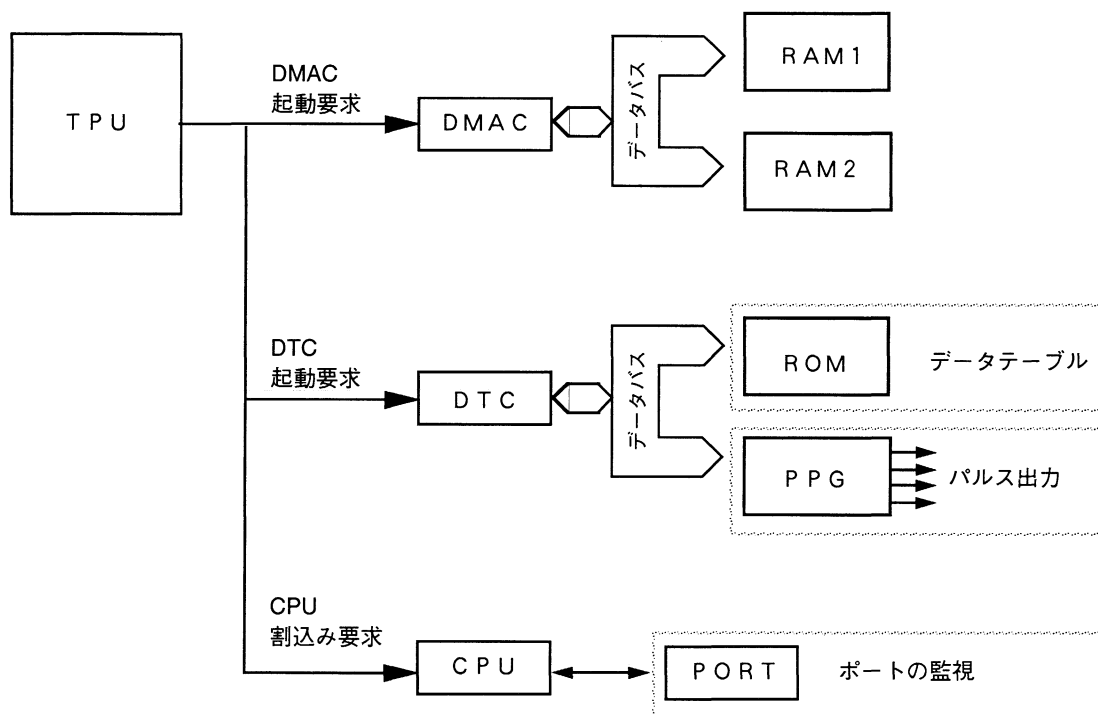 TPU
DMAC
起動要求
DMAC
データバス
RAM1
RAM2
DTC
起動要求
DTC
データバス
ROM
データテーブル
PPG
パルス出力
CPU
割込み要求
CPU
PORT
ポートの監視